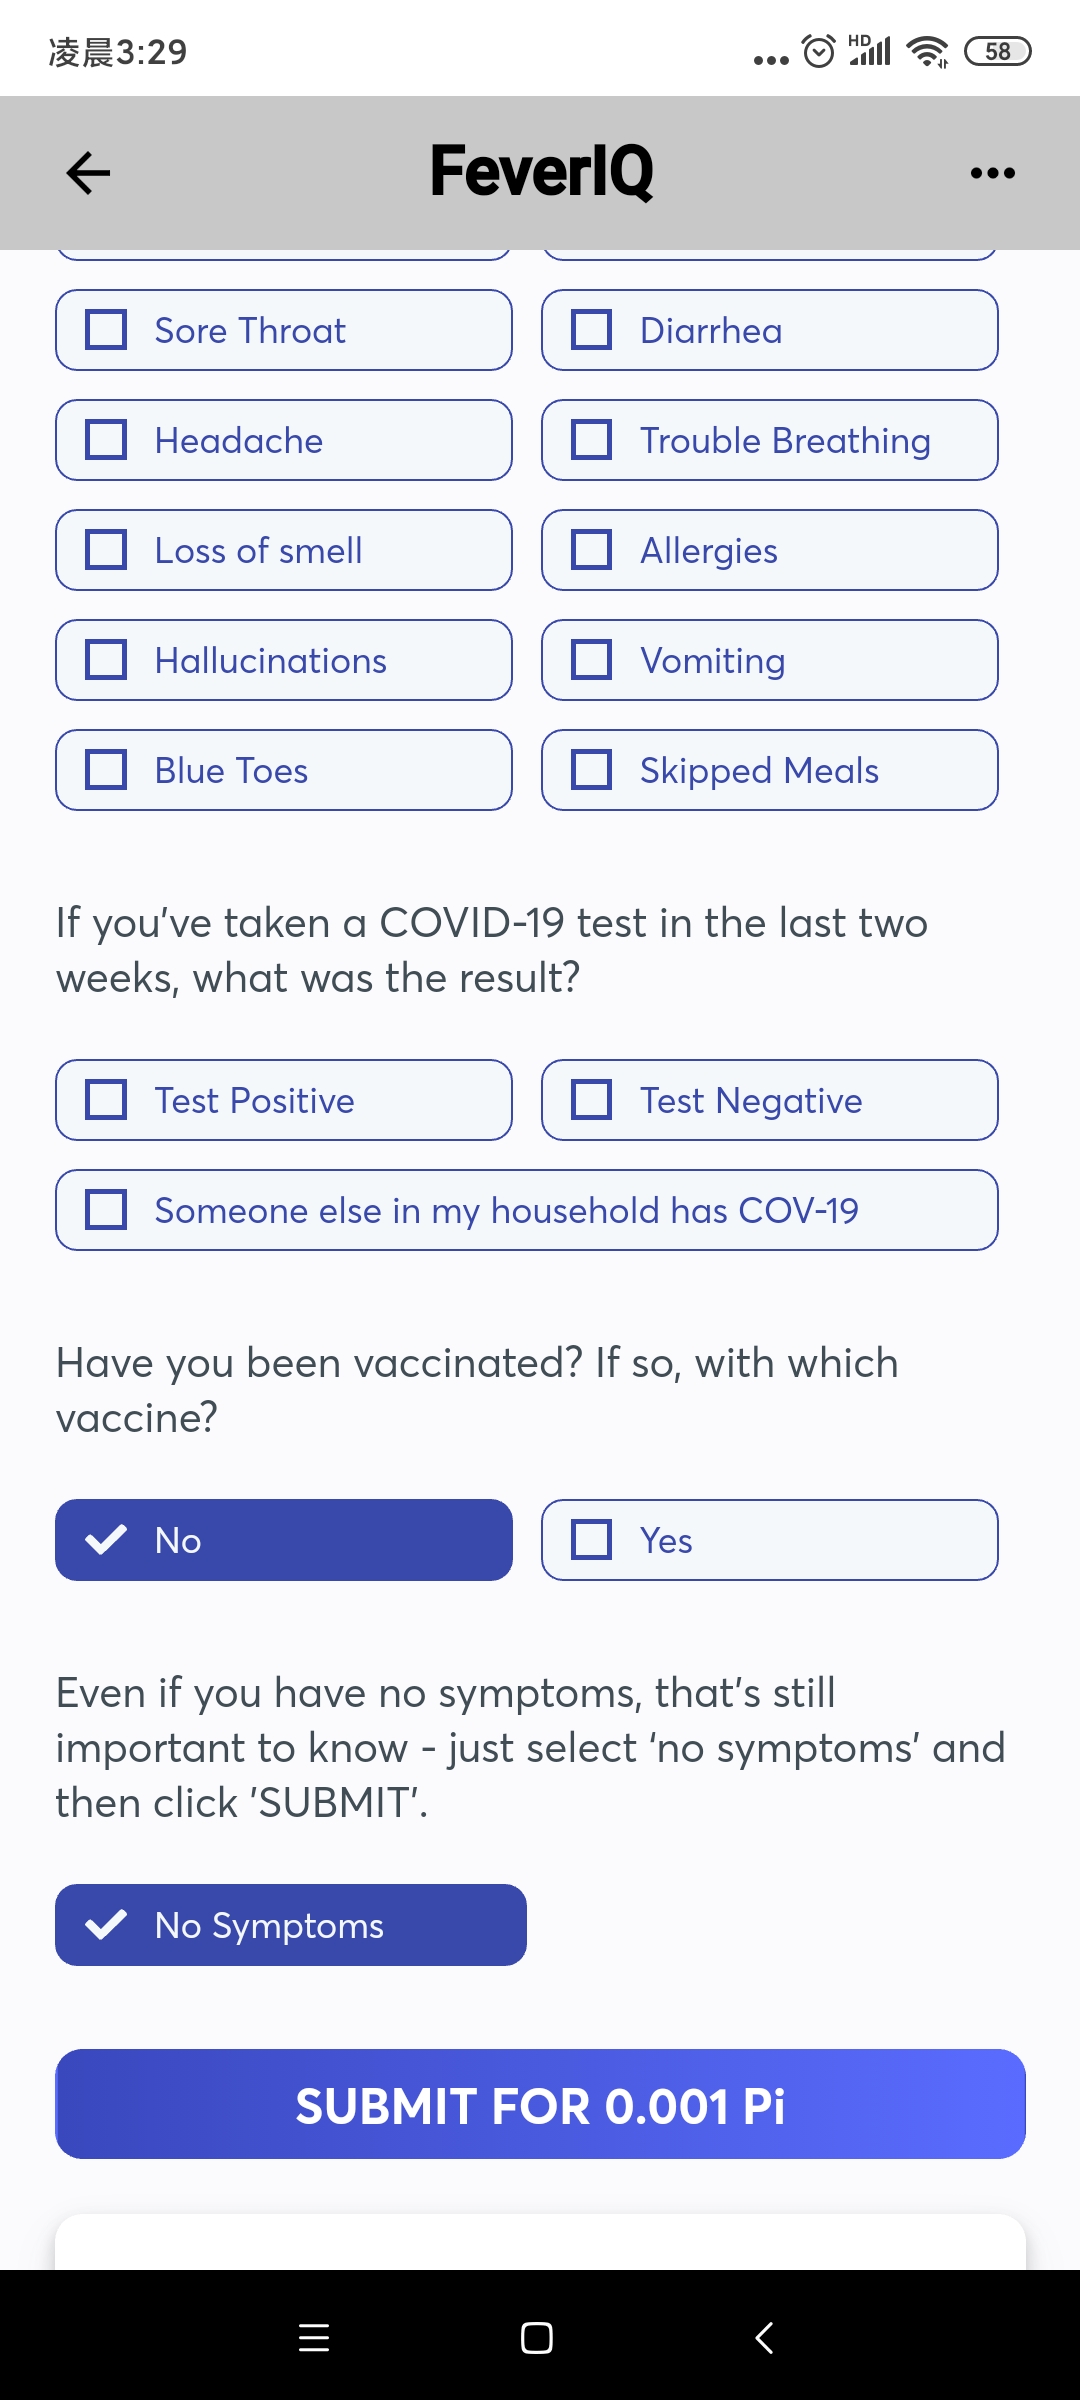 凌晨3:29
HD
58
FeverIQ
Sore Throat
Diarrhea
Headache
Trouble Breathing
Loss of smell
Allergies
Hallucinations
Vomiting
Blue Toes
Skipped Meals
If you've taken a COVID-19 test in the last two
weeks, what was the result?
Test Positive
Test Negative
Someone else in my household has COV-19
Have you been vaccinated? If so, with which
vaccine?
No
Yes
Even if you have no symptoms, that's still
important to know - just select ‘no symptoms’ and
then click 'SUBMIT'.
No Symptoms
SUBMIT FOR 0.001 Pi